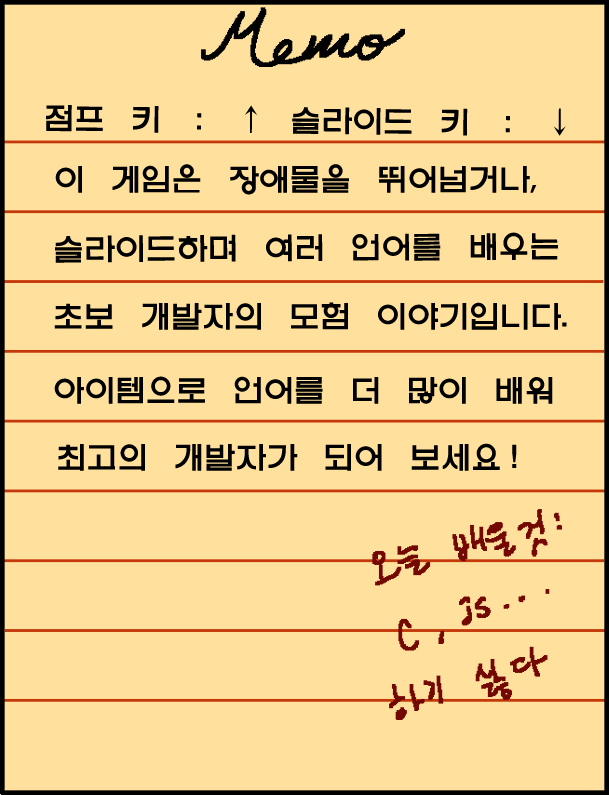 Memo
점프 키 : ↑ 슬라이드 키 : ↓
이 게임은 장애물을 뛰어넘거나,
슬라이드하며 여러 언어를 배우는
초보 개발자의 모험 이야기입니다.
아이템으로 언어를 더 많이 배워
최고의 개발자가 되어 보세요!
오늘 배울것:
C, js...
하기 싫다